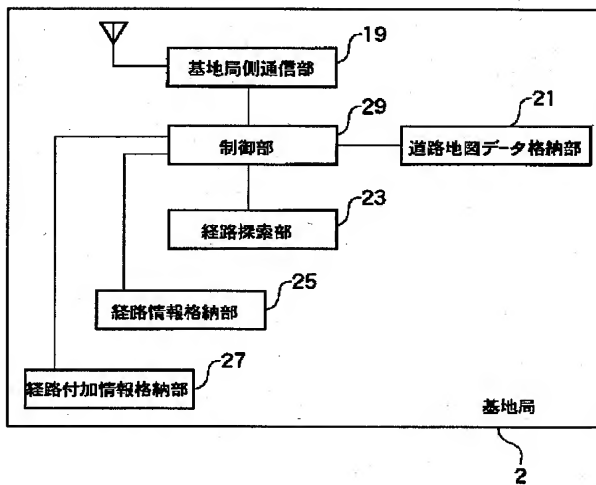 19
基地局側通信部
29
制御部
21
道路地図データ格納部
23
経路探索部
25
経路情報格納部
27
経路付加情報格納部
基地局
2